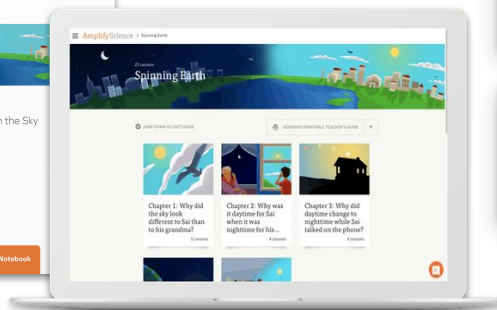 AmplifyScience > Spinning Earth
22 Lessons
Spinning Earth
JUMP DOWN TO UNIT GUIDE
GENERATE PRINTABLE TEACHER'S GUIDE
Chapter 1: Why did
the sky look
different to Sai than
to his grandma?
5 Lessons
Chapter 2: Why was
it daytime for Sai
when it was
nighttime for his...
4 Lessons
Chapter 3: Why did
daytime change to
nighttime while Sai
talked on the phone?
6 Lessons
n the Sky
Notebook